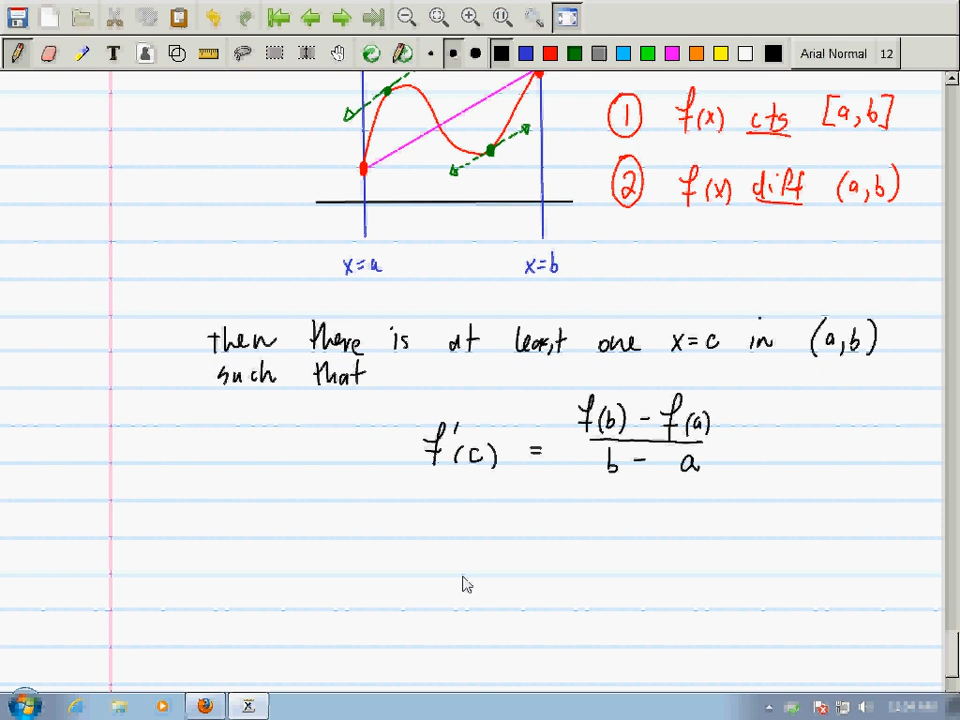 T
Arial Normal 12
① f(x) cts [a,b]
② f(x) diff (a,b)
x=a x=b
then there is at least one x=c in (a,b)
such that
f'(c) = f(b) - f(a)
b - a